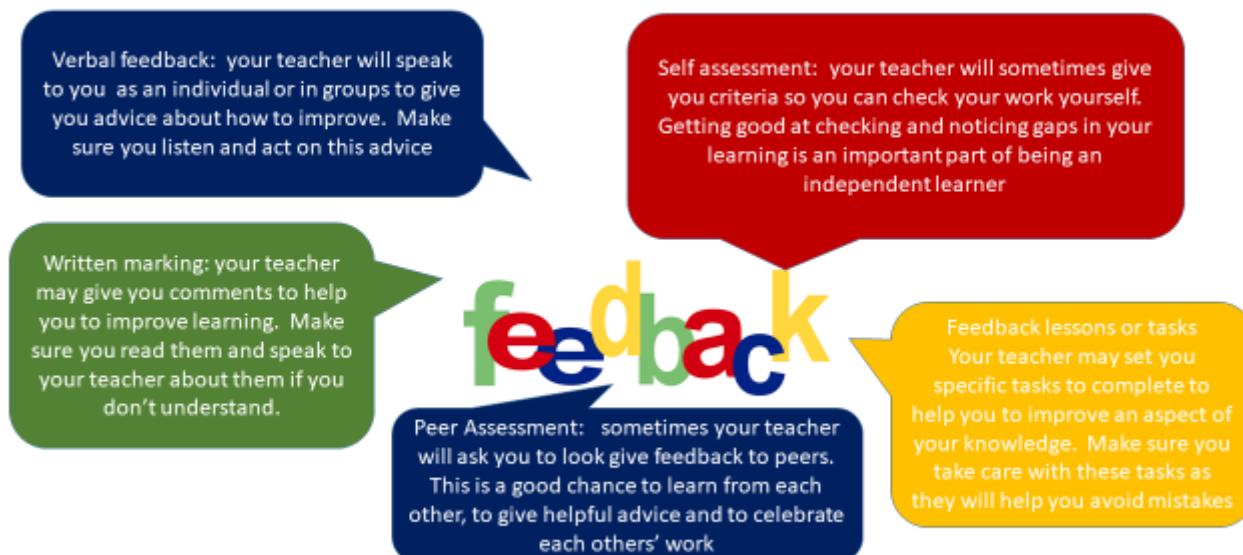 Verbal feedback:  your teacher will speak
to you  as an individual or in groups to give
you advice about how to improve.  Make
sure you listen and act on this advice
Self assessment:  your teacher will sometimes give
you criteria so you can check your work yourself.
Getting good at checking and noticing gaps in your
learning is an important part of being an
independent learner
Written marking: your teacher
may give you comments to help
you to improve learning.  Make
sure you read them and speak to
your teacher about them if you
don't understand.
feedback
Feedback lessons or tasks
Your teacher may set you
specific tasks to complete to
help you to improve an aspect of
your knowledge.  Make sure you
take care with these tasks as
they will help you avoid mistakes
Peer Assessment:   sometimes your teacher
will ask you to look give feedback to peers.
This is a good chance to learn from each
other, to give helpful advice and to celebrate
each others' work